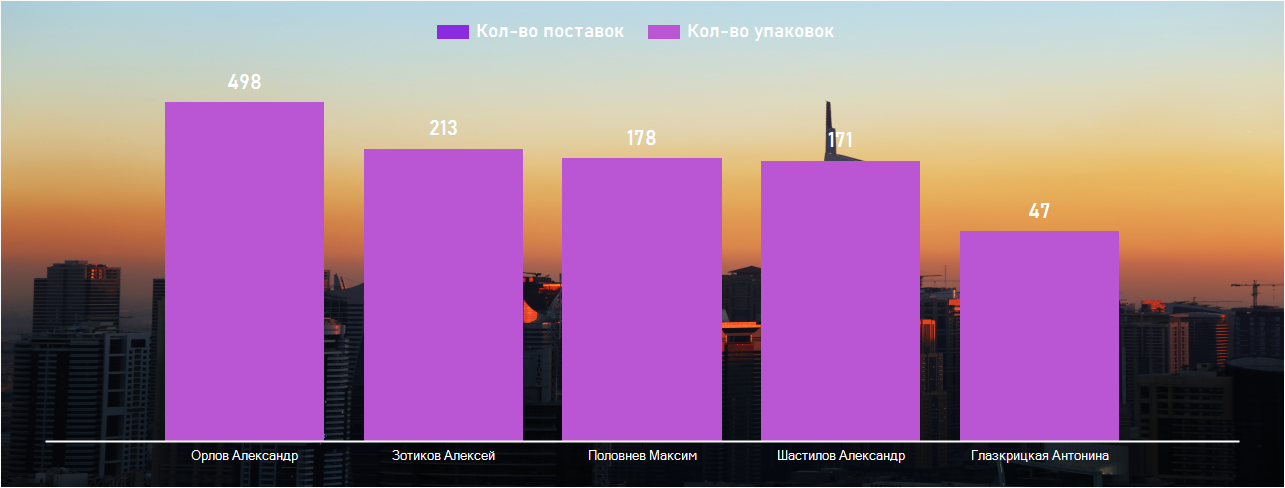 Кол-во поставок Кол-во упаковок
498
213
178
171
47
Орлов Александр Зотиков Алексей Половнев Максим Шастилов Александр Глазкрицкая Антонина